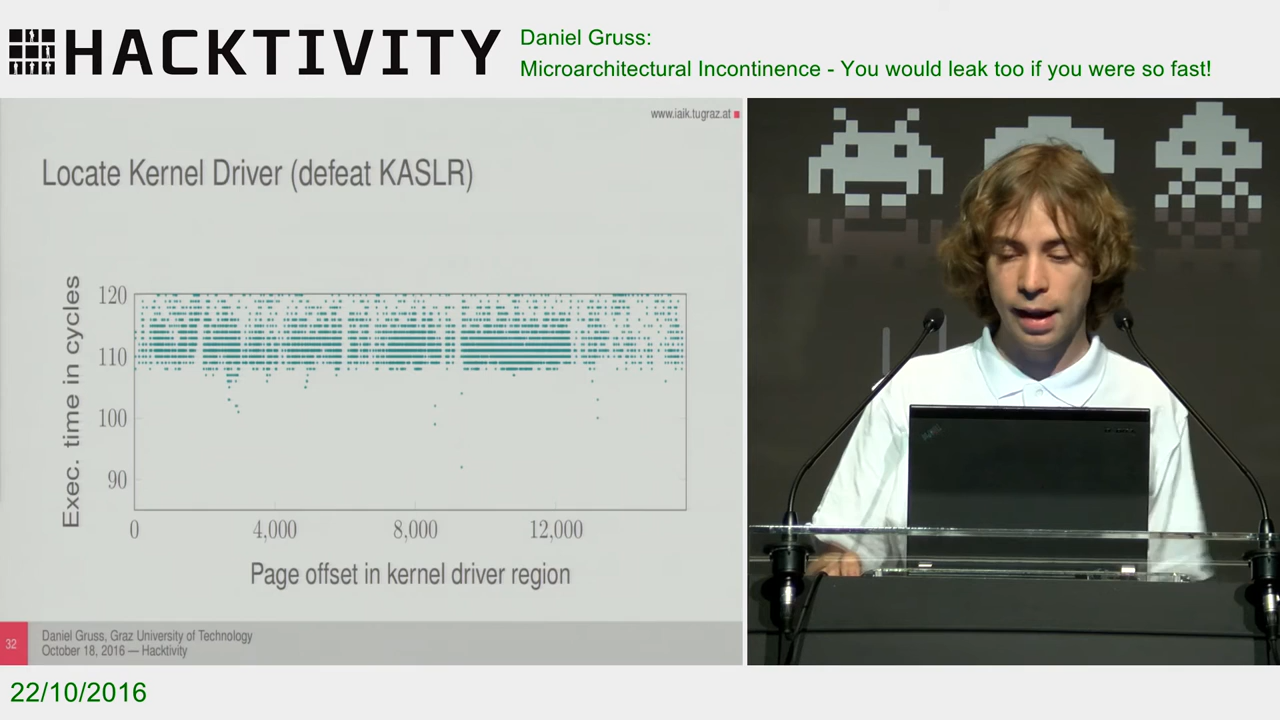 HACKTIVITY
Daniel Gruss:
Microarchitectural Incontinence - You would leak too if you were so fast!
www.iaik.tugraz.at
Locate Kernel Driver (defeat KASLR)
Exec. time in cycles
120
110
100
90
0 4,000 8,000 12,000
Page offset in kernel driver region
32
Daniel Gruss, Graz University of Technology
October 18, 2016 — Hacktivity
22/10/2016